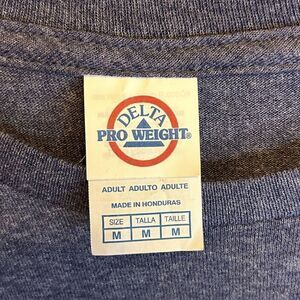 DELTA
PRO WEIGHT®
ADULT ADULTO ADULTE
MADE IN HONDURAS
SIZE TALLA TAILLE
M M M